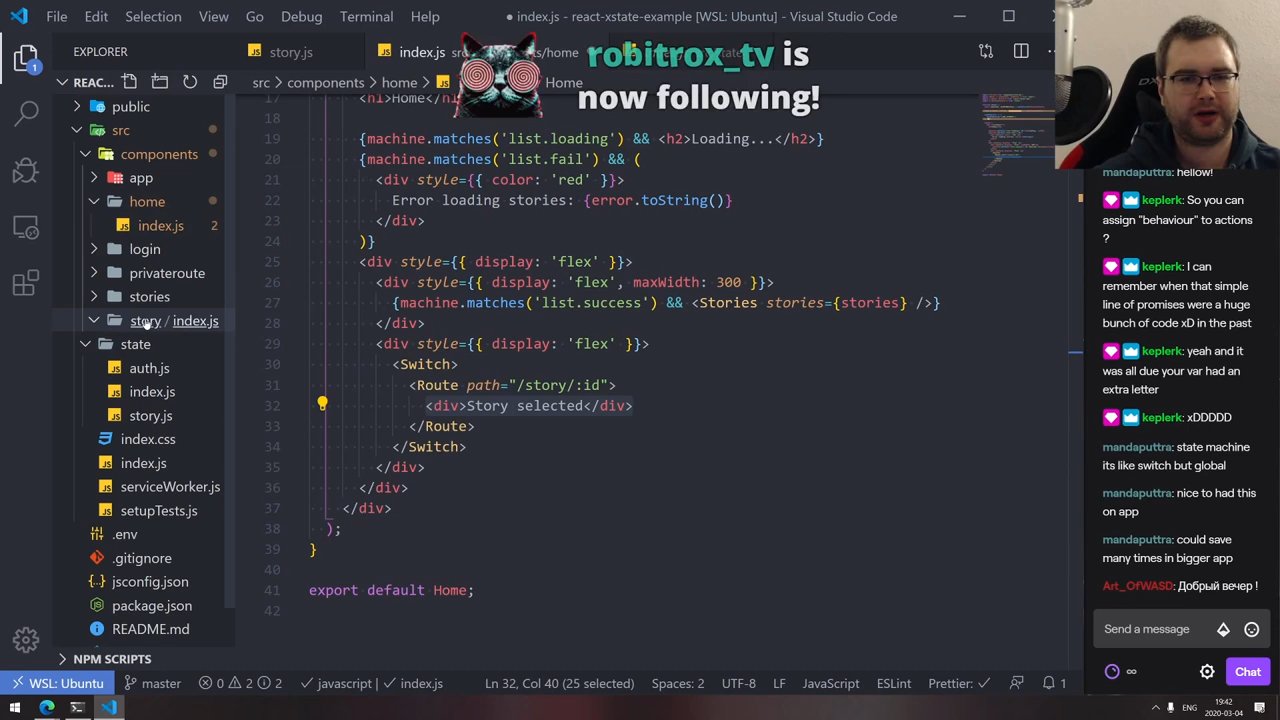 File Edit Selection View Go Debug Terminal Help
● index.js - react-xstate-example [WSL: Ubuntu] - Visual Studio Code
EXPLORER
story.js
index.js
robitrox_tv is
now following!
REAC...
src > components > home >
Home
public
src
components
app
home
index.js 2
login
privateroute
stories
story / index.js
state
auth.js
index.js
story.js
index.css
index.js
serviceWorker.js
setupTests.js
.env
.gitignore
jsconfig.json
package.json
README.md
NPM SCRIPTS
17 <h1>Home</h1>
18
19 {machine.matches('list.loading') && <h2>Loading...</h2>}
20 {machine.matches('list.fail') && (
21 <div style={{ color: 'red' }}>
22 Error loading stories: {error.toString()}
23 </div>
24 )}
25 <div style={{ display: 'flex' }}>
26 <div style={{ display: 'flex', maxWidth: 300 }}>
27 {machine.matches('list.success') && <Stories stories={stories} />}
28 </div>
29 <div style={{ display: 'flex' }}>
30 <Switch>
31 <Route path="/story/:id">
32 <div>Story selected</div>
33 </Route>
34 </Switch>
35 </div>
36 </div>
37 </div>
38 );
39 }
40
41 export default Home;
42
mandaputtra: hellow!
keplerk: So you can
assign "behaviour" to actions
?
keplerk: I can
remember when that simple
line of promises were a huge
bunch of code xD in the past
keplerk: yeah and it
was all due your var had an
extra letter
keplerk: xDDDDD
mandaputtra: state machine
its like switch but global
mandaputtra: nice to had this
on app
mandaputtra: could save
many times in bigger app
Art_OfWASD: Добрый вечер !
Send a message
∞
Chat
WSL: Ubuntu
master
0 2 2
javascript
index.js
Ln 32, Col 64 (25 selected)
Spaces: 2
UTF-8
LF
JavaScript
ESLint
Prettier: ✓
1
ENG
19:42
2020-03-04